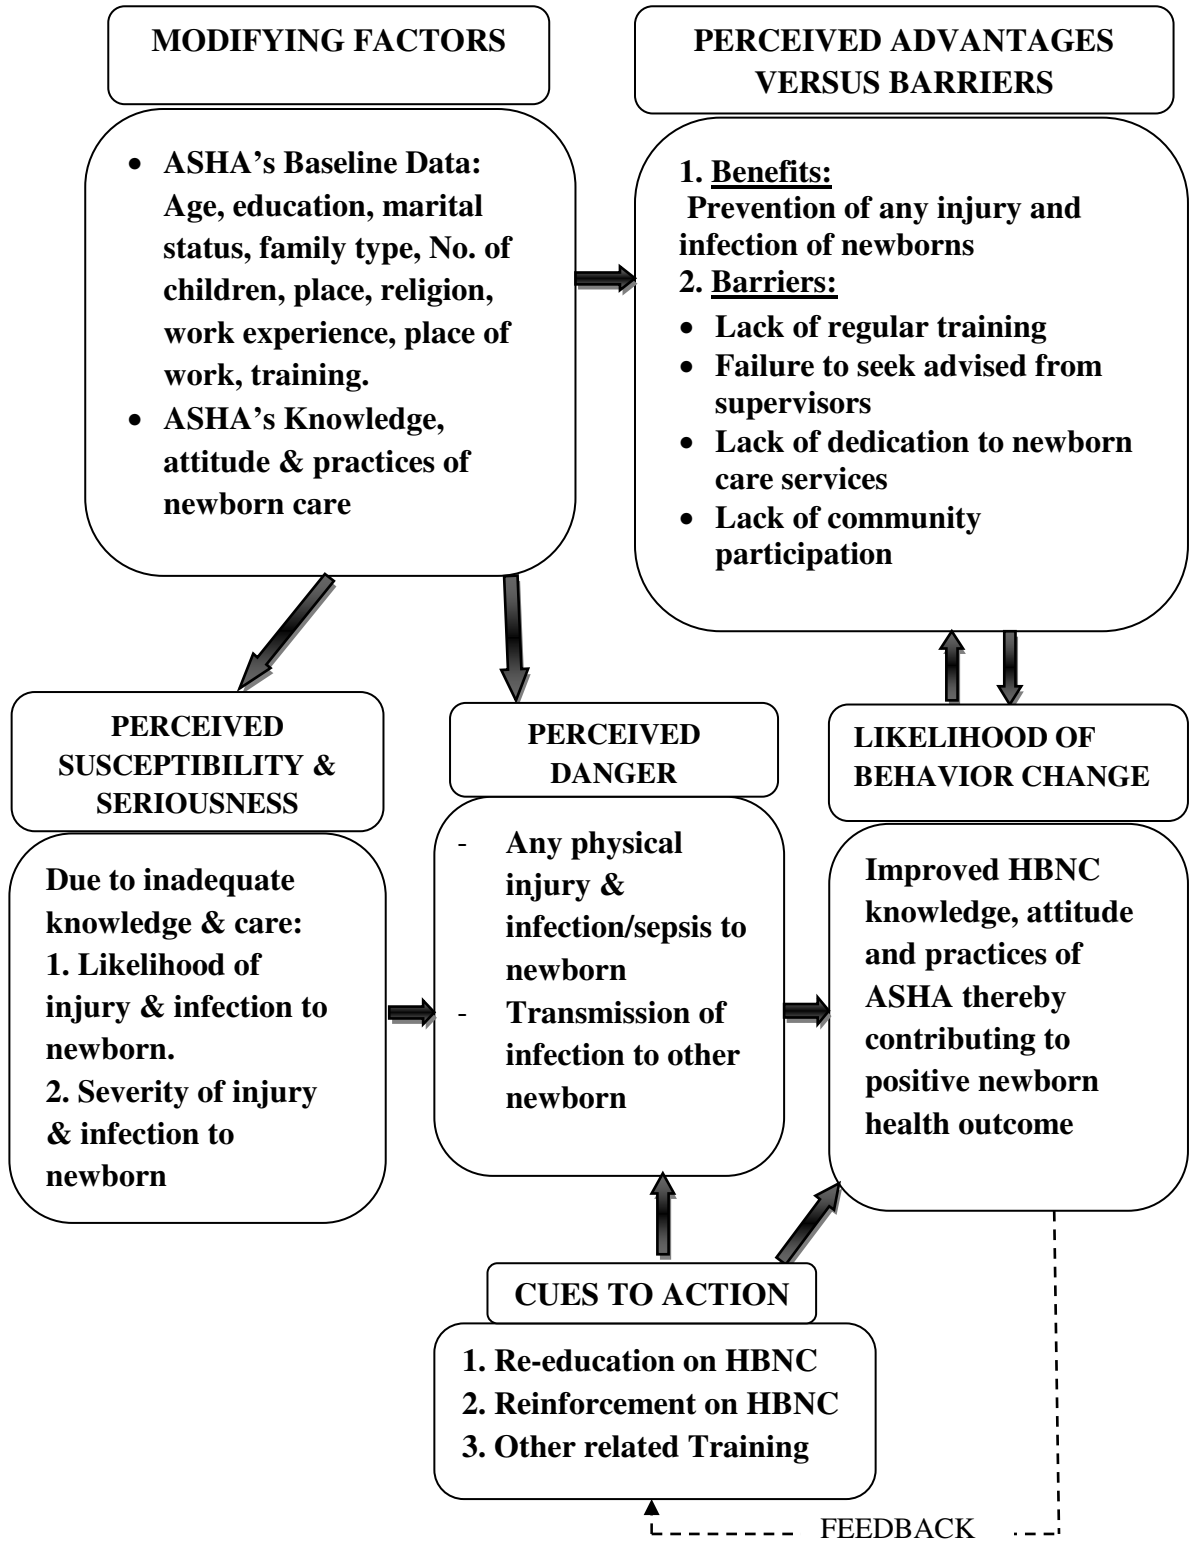 MODIFYING FACTORS
• ASHA's Baseline Data:
Age, education, marital
status, family type, No. of
children, place, religion,
work experience, place of
work, training.
• ASHA's Knowledge,
attitude & practices of
newborn care
PERCEIVED ADVANTAGES
VERSUS BARRIERS
1. Benefits:
Prevention of any injury and
infection of newborns
2. Barriers:
• Lack of regular training
• Failure to seek advised from
supervisors
• Lack of dedication to newborn
care services
• Lack of community
participation
PERCEIVED
SUSCEPTIBILITY &
SERIOUSNESS
Due to inadequate
knowledge & care:
1. Likelihood of
injury & infection to
newborn.
2. Severity of injury
& infection to
newborn
PERCEIVED
DANGER
- Any physical
injury &
infection/sepsis to
newborn
- Transmission of
infection to other
newborn
LIKELIHOOD OF
BEHAVIOR CHANGE
Improved HBNC
knowledge, attitude
and practices of
ASHA thereby
contributing to
positive newborn
health outcome
CUES TO ACTION
1. Re-education on HBNC
2. Reinforcement on HBNC
3. Other related Training
FEEDBACK